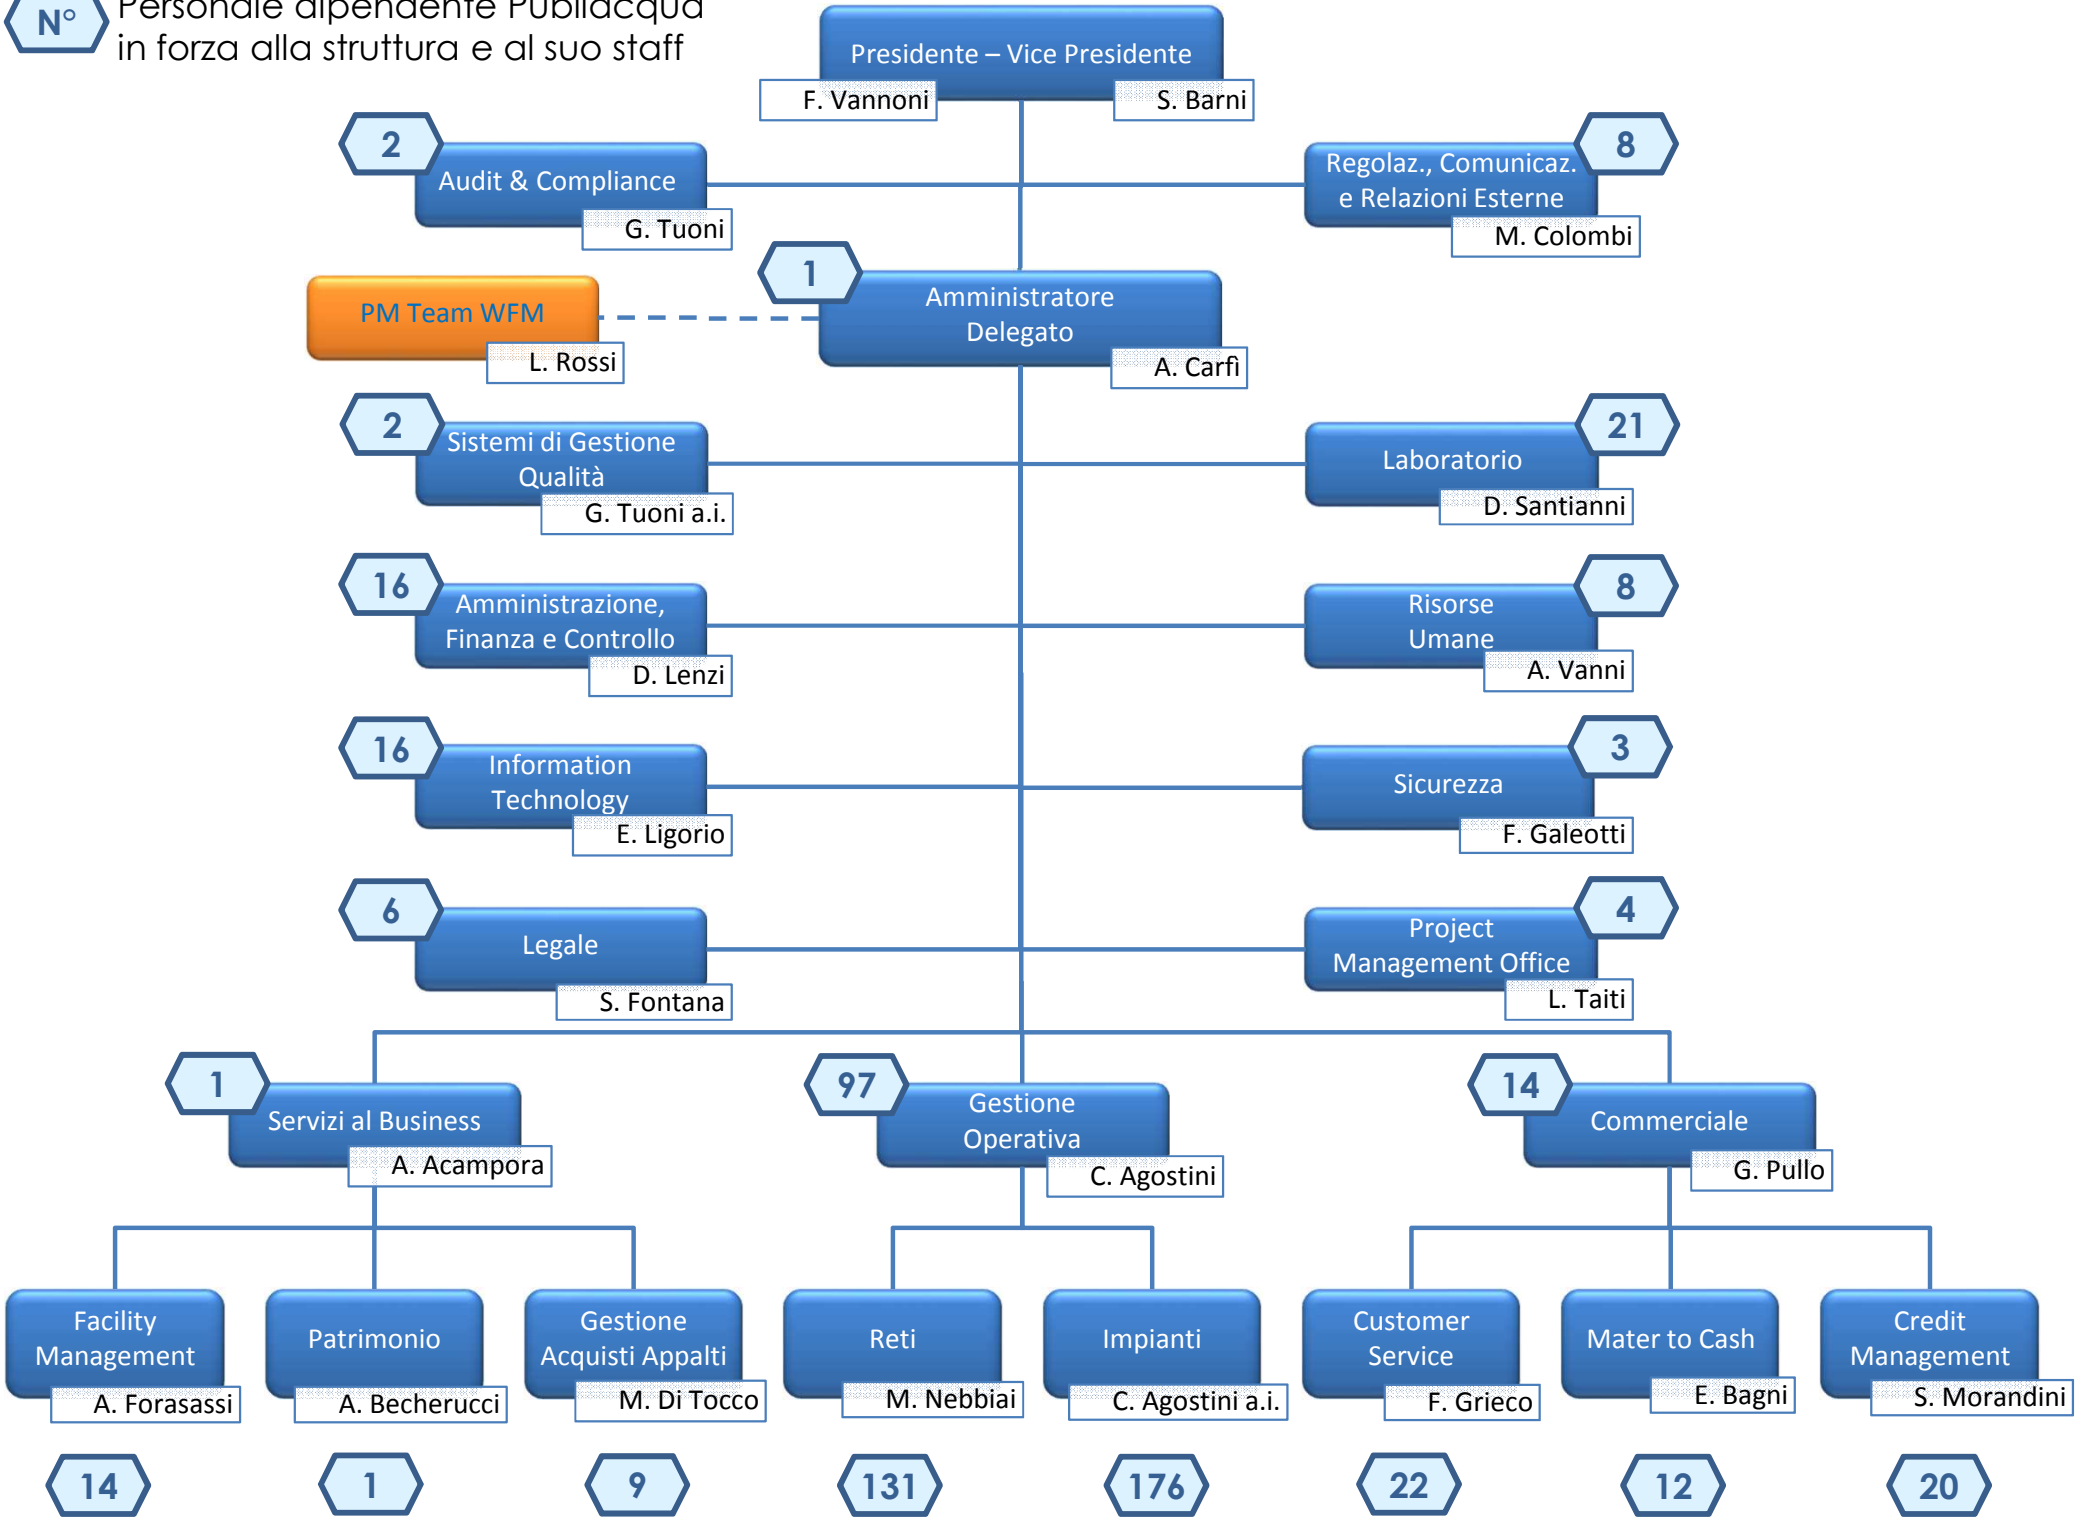 N°
Personale dipendente Publiacqua
in forza alla struttura e al suo staff
Presidente – Vice Presidente
F. Vannoni
S. Barni
2
Audit & Compliance
G. Tuoni
8
Regolaz., Comunicaz.
e Relazioni Esterne
M. Colombi
PM Team WFM
L. Rossi
1
Amministratore
Delegato
A. Carfì
2
Sistemi di Gestione
Qualità
G. Tuoni a.i.
21
Laboratorio
D. Santianni
16
Amministrazione,
Finanza e Controllo
D. Lenzi
8
Risorse
Umane
A. Vanni
16
Information
Technology
E. Ligorio
3
Sicurezza
F. Galeotti
6
Legale
S. Fontana
4
Project
Management Office
L. Taiti
1
Servizi al Business
A. Acampora
97
Gestione
Operativa
C. Agostini
14
Commerciale
G. Pullo
Facility
Management
A. Forasassi
Patrimonio
A. Becherucci
Gestione
Acquisti Appalti
M. Di Tocco
Reti
M. Nebbiai
Impianti
C. Agostini a.i.
Customer
Service
F. Grieco
Mater to Cash
E. Bagni
Credit
Management
S. Morandini
14
1
9
131
176
22
12
20